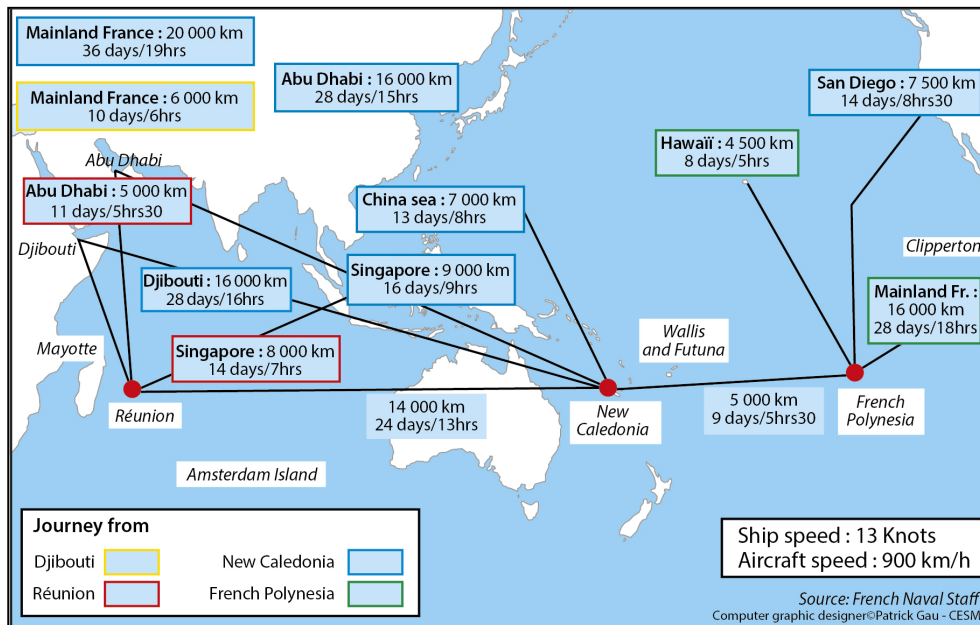 Mainland France : 20 000 km
36 days/19hrs
Mainland France : 6 000 km
10 days/6hrs
Abu Dhabi : 16 000 km
28 days/15hrs
San Diego : 7 500 km
14 days/8hrs30
Hawaïï : 4 500 km
8 days/5hrs
Abu Dhabi
Abu Dhabi : 5 000 km
11 days/5hrs30
China sea : 7 000 km
13 days/8hrs
Djibouti
Clipperton
Djibouti : 16 000 km
28 days/16hrs
Singapore : 9 000 km
16 days/9hrs
Mainland Fr. :
16 000 km
28 days/18hrs
Mayotte
Singapore : 8 000 km
14 days/7hrs
Wallis
and Futuna
Réunion
14 000 km
24 days/13hrs
New
Caledonia
5 000 km
9 days/5hrs30
French
Polynesia
Amsterdam Island
Journey from
Djibouti
New Caledonia
Réunion
French Polynesia
Ship speed : 13 Knots
Aircraft speed : 900 km/h
Source: French Naval Staff
Computer graphic designer©Patrick Gau - CESM